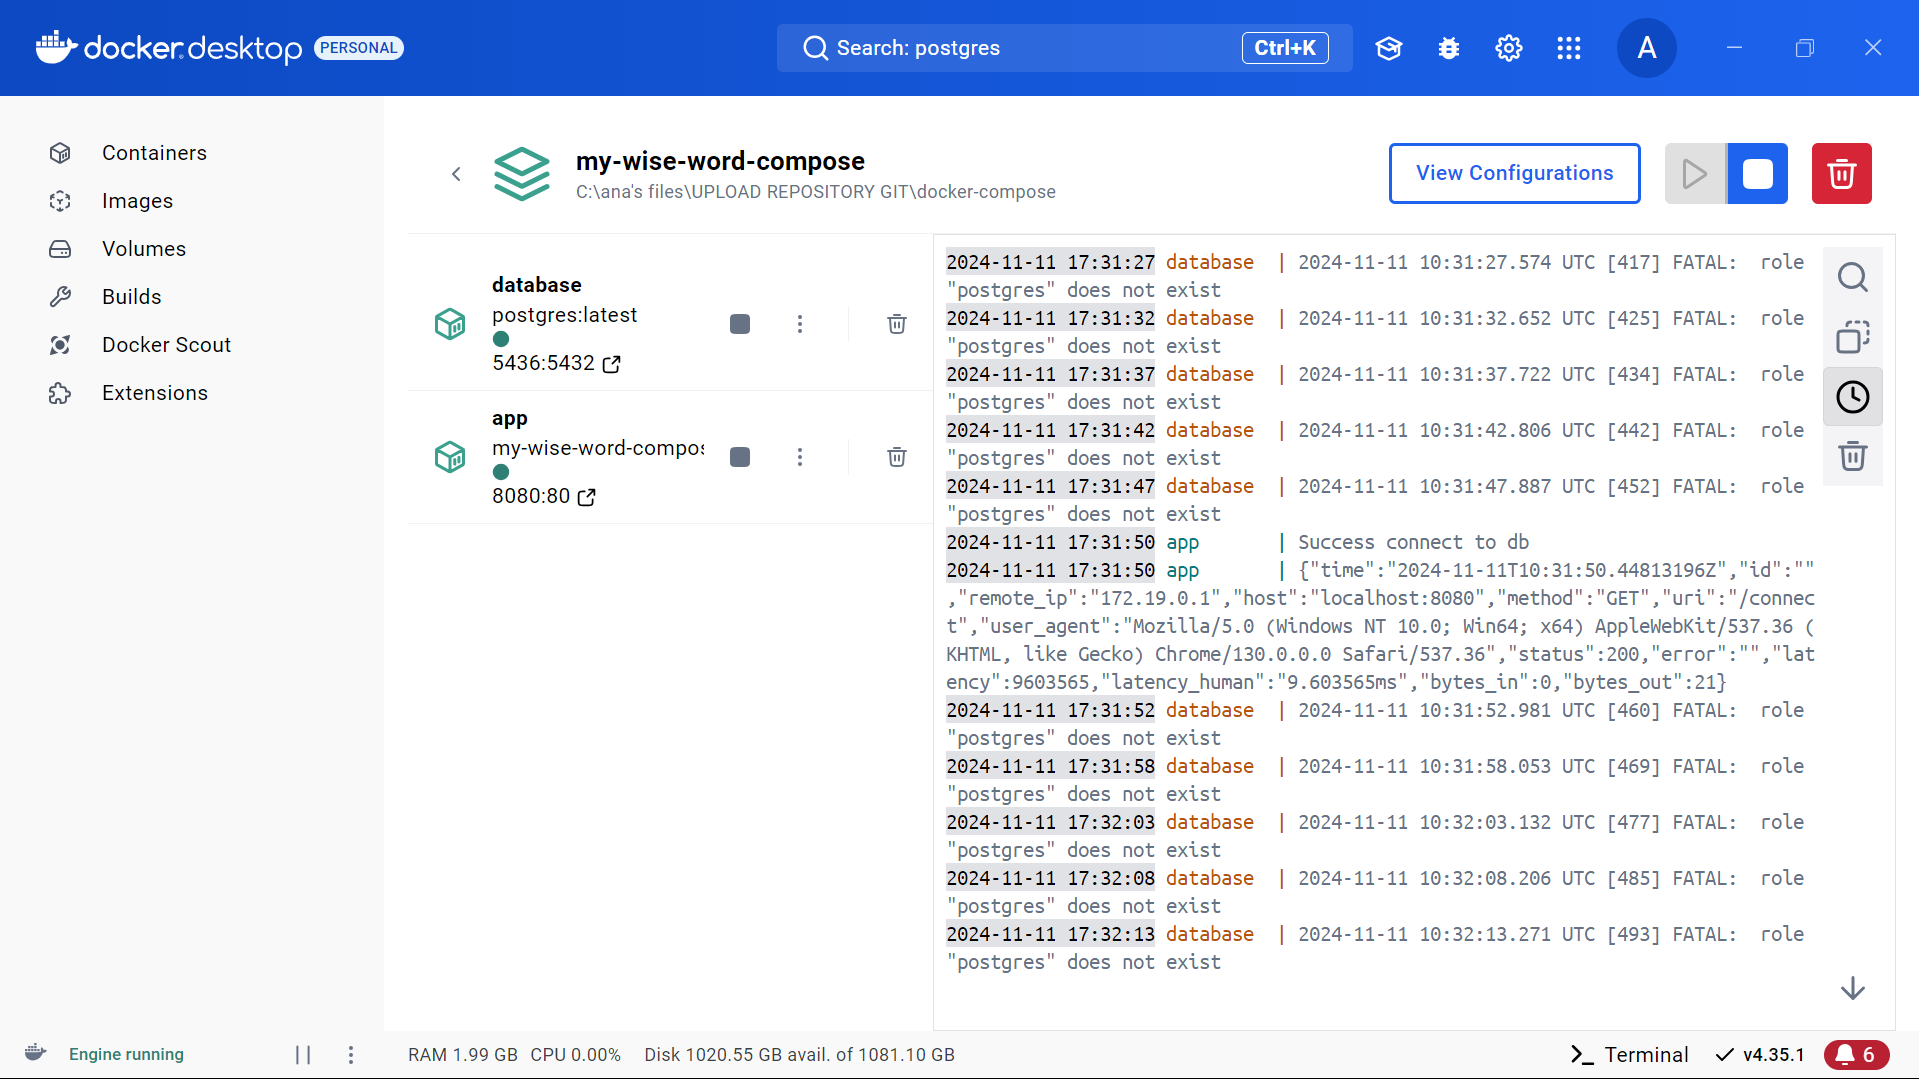 docker.desktop PERSONAL
Search: postgres Ctrl+K
A
Containers
Images
Volumes
Builds
Docker Scout
Extensions
my-wise-word-compose
C:\ana's files\UPLOAD REPOSITORY GIT\docker-compose
View Configurations
database
postgres:latest
5436:5432
app
my-wise-word-compos
8080:80
2024-11-11 17:31:27 database | 2024-11-11 10:31:27.574 UTC [417] FATAL: role
"postgres" does not exist
2024-11-11 17:31:32 database | 2024-11-11 10:31:32.652 UTC [425] FATAL: role
"postgres" does not exist
2024-11-11 17:31:37 database | 2024-11-11 10:31:37.722 UTC [434] FATAL: role
"postgres" does not exist
2024-11-11 17:31:42 database | 2024-11-11 10:31:42.806 UTC [442] FATAL: role
"postgres" does not exist
2024-11-11 17:31:47 database | 2024-11-11 10:31:47.887 UTC [452] FATAL: role
"postgres" does not exist
2024-11-11 17:31:50 app | Success connect to db
2024-11-11 17:31:50 app | {"time":"2024-11-11T10:31:50.44813196Z","id":""
,"remote_ip":"172.19.0.1","host":"localhost:8080","method":"GET","uri":"/connec
t","user_agent":"Mozilla/5.0 (Windows NT 10.0; Win64; x64) AppleWebKit/537.36 (
KHTML, like Gecko) Chrome/130.0.0.0 Safari/537.36","status":200,"error":"","lat
ency":9603565,"latency_human":"9.603565ms","bytes_in":0,"bytes_out":21}
2024-11-11 17:31:52 database | 2024-11-11 10:31:52.981 UTC [460] FATAL: role
"postgres" does not exist
2024-11-11 17:31:58 database | 2024-11-11 10:31:58.053 UTC [469] FATAL: role
"postgres" does not exist
2024-11-11 17:32:03 database | 2024-11-11 10:32:03.132 UTC [477] FATAL: role
"postgres" does not exist
2024-11-11 17:32:08 database | 2024-11-11 10:32:08.206 UTC [485] FATAL: role
"postgres" does not exist
2024-11-11 17:32:13 database | 2024-11-11 10:32:13.271 UTC [493] FATAL: role
"postgres" does not exist
Engine running
RAM 1.99 GB CPU 0.00% Disk 1020.55 GB avail. of 1081.10 GB
Terminal
v4.35.1
6